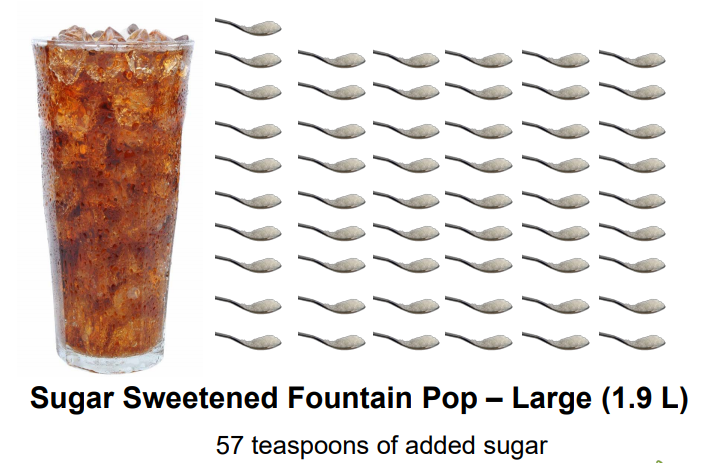 Sugar Sweetened Fountain Pop – Large (1.9 L)
57 teaspoons of added sugar